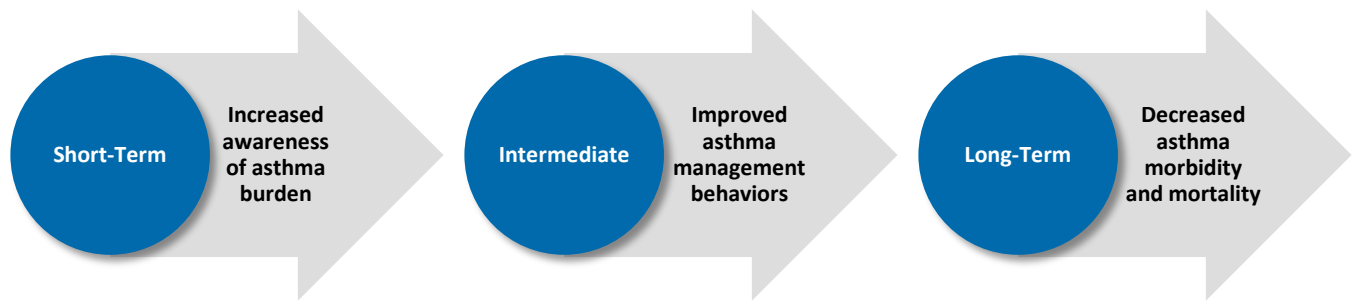 Short-Term
Increased
awareness
of asthma
burden
Intermediate
Improved
asthma
management
behaviors
Long-Term
Decreased
asthma
morbidity
and mortality